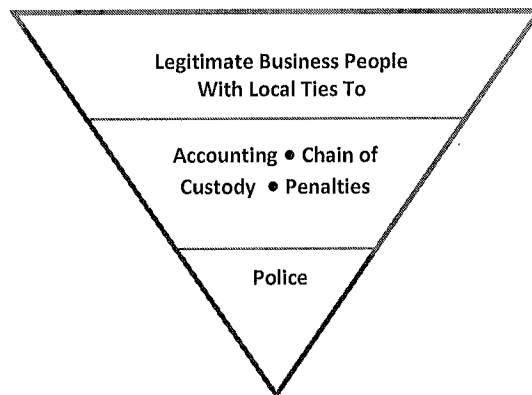 Legitimate Business People
With Local Ties To
Accounting • Chain of
Custody • Penalties
Police